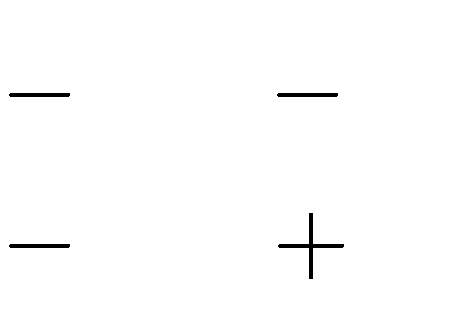 — —
— +